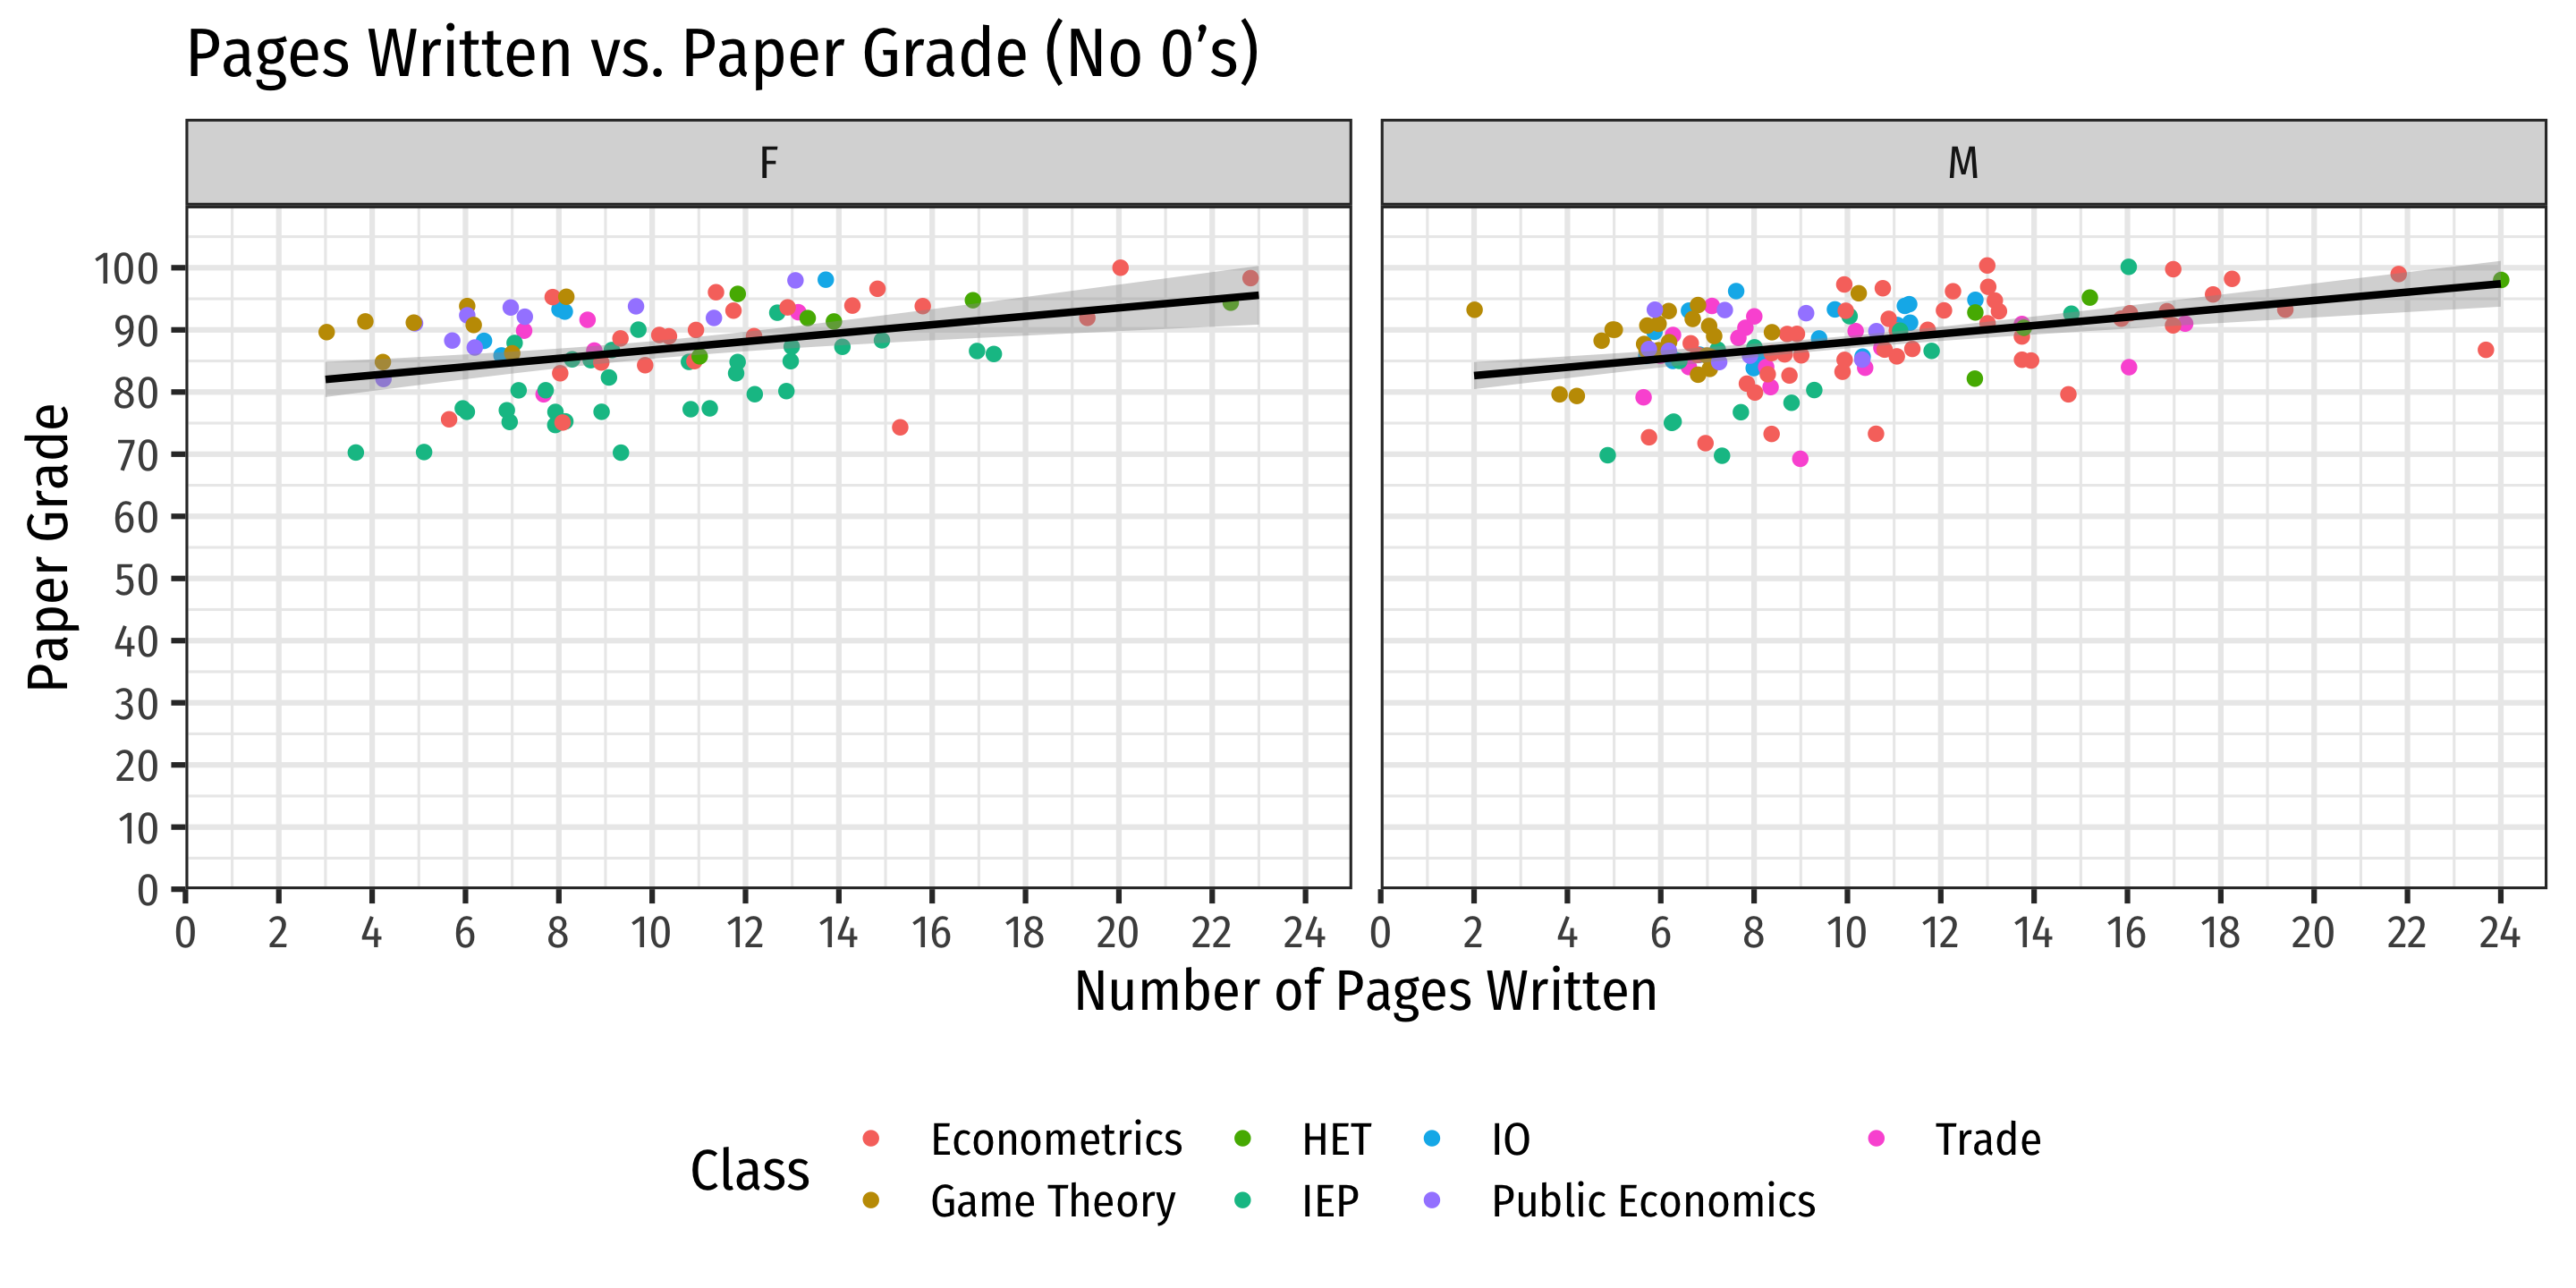 Pages Written vs. Paper Grade (No 0’s)
F
M
Paper Grade
100
90
80
70
60
50
40
30
20
10
0
0 2 4 6 8 10 12 14 16 18 20 22 24
0 2 4 6 8 10 12 14 16 18 20 22 24
Number of Pages Written
Class
Econometrics HET IO Trade
Game Theory IEP Public Economics